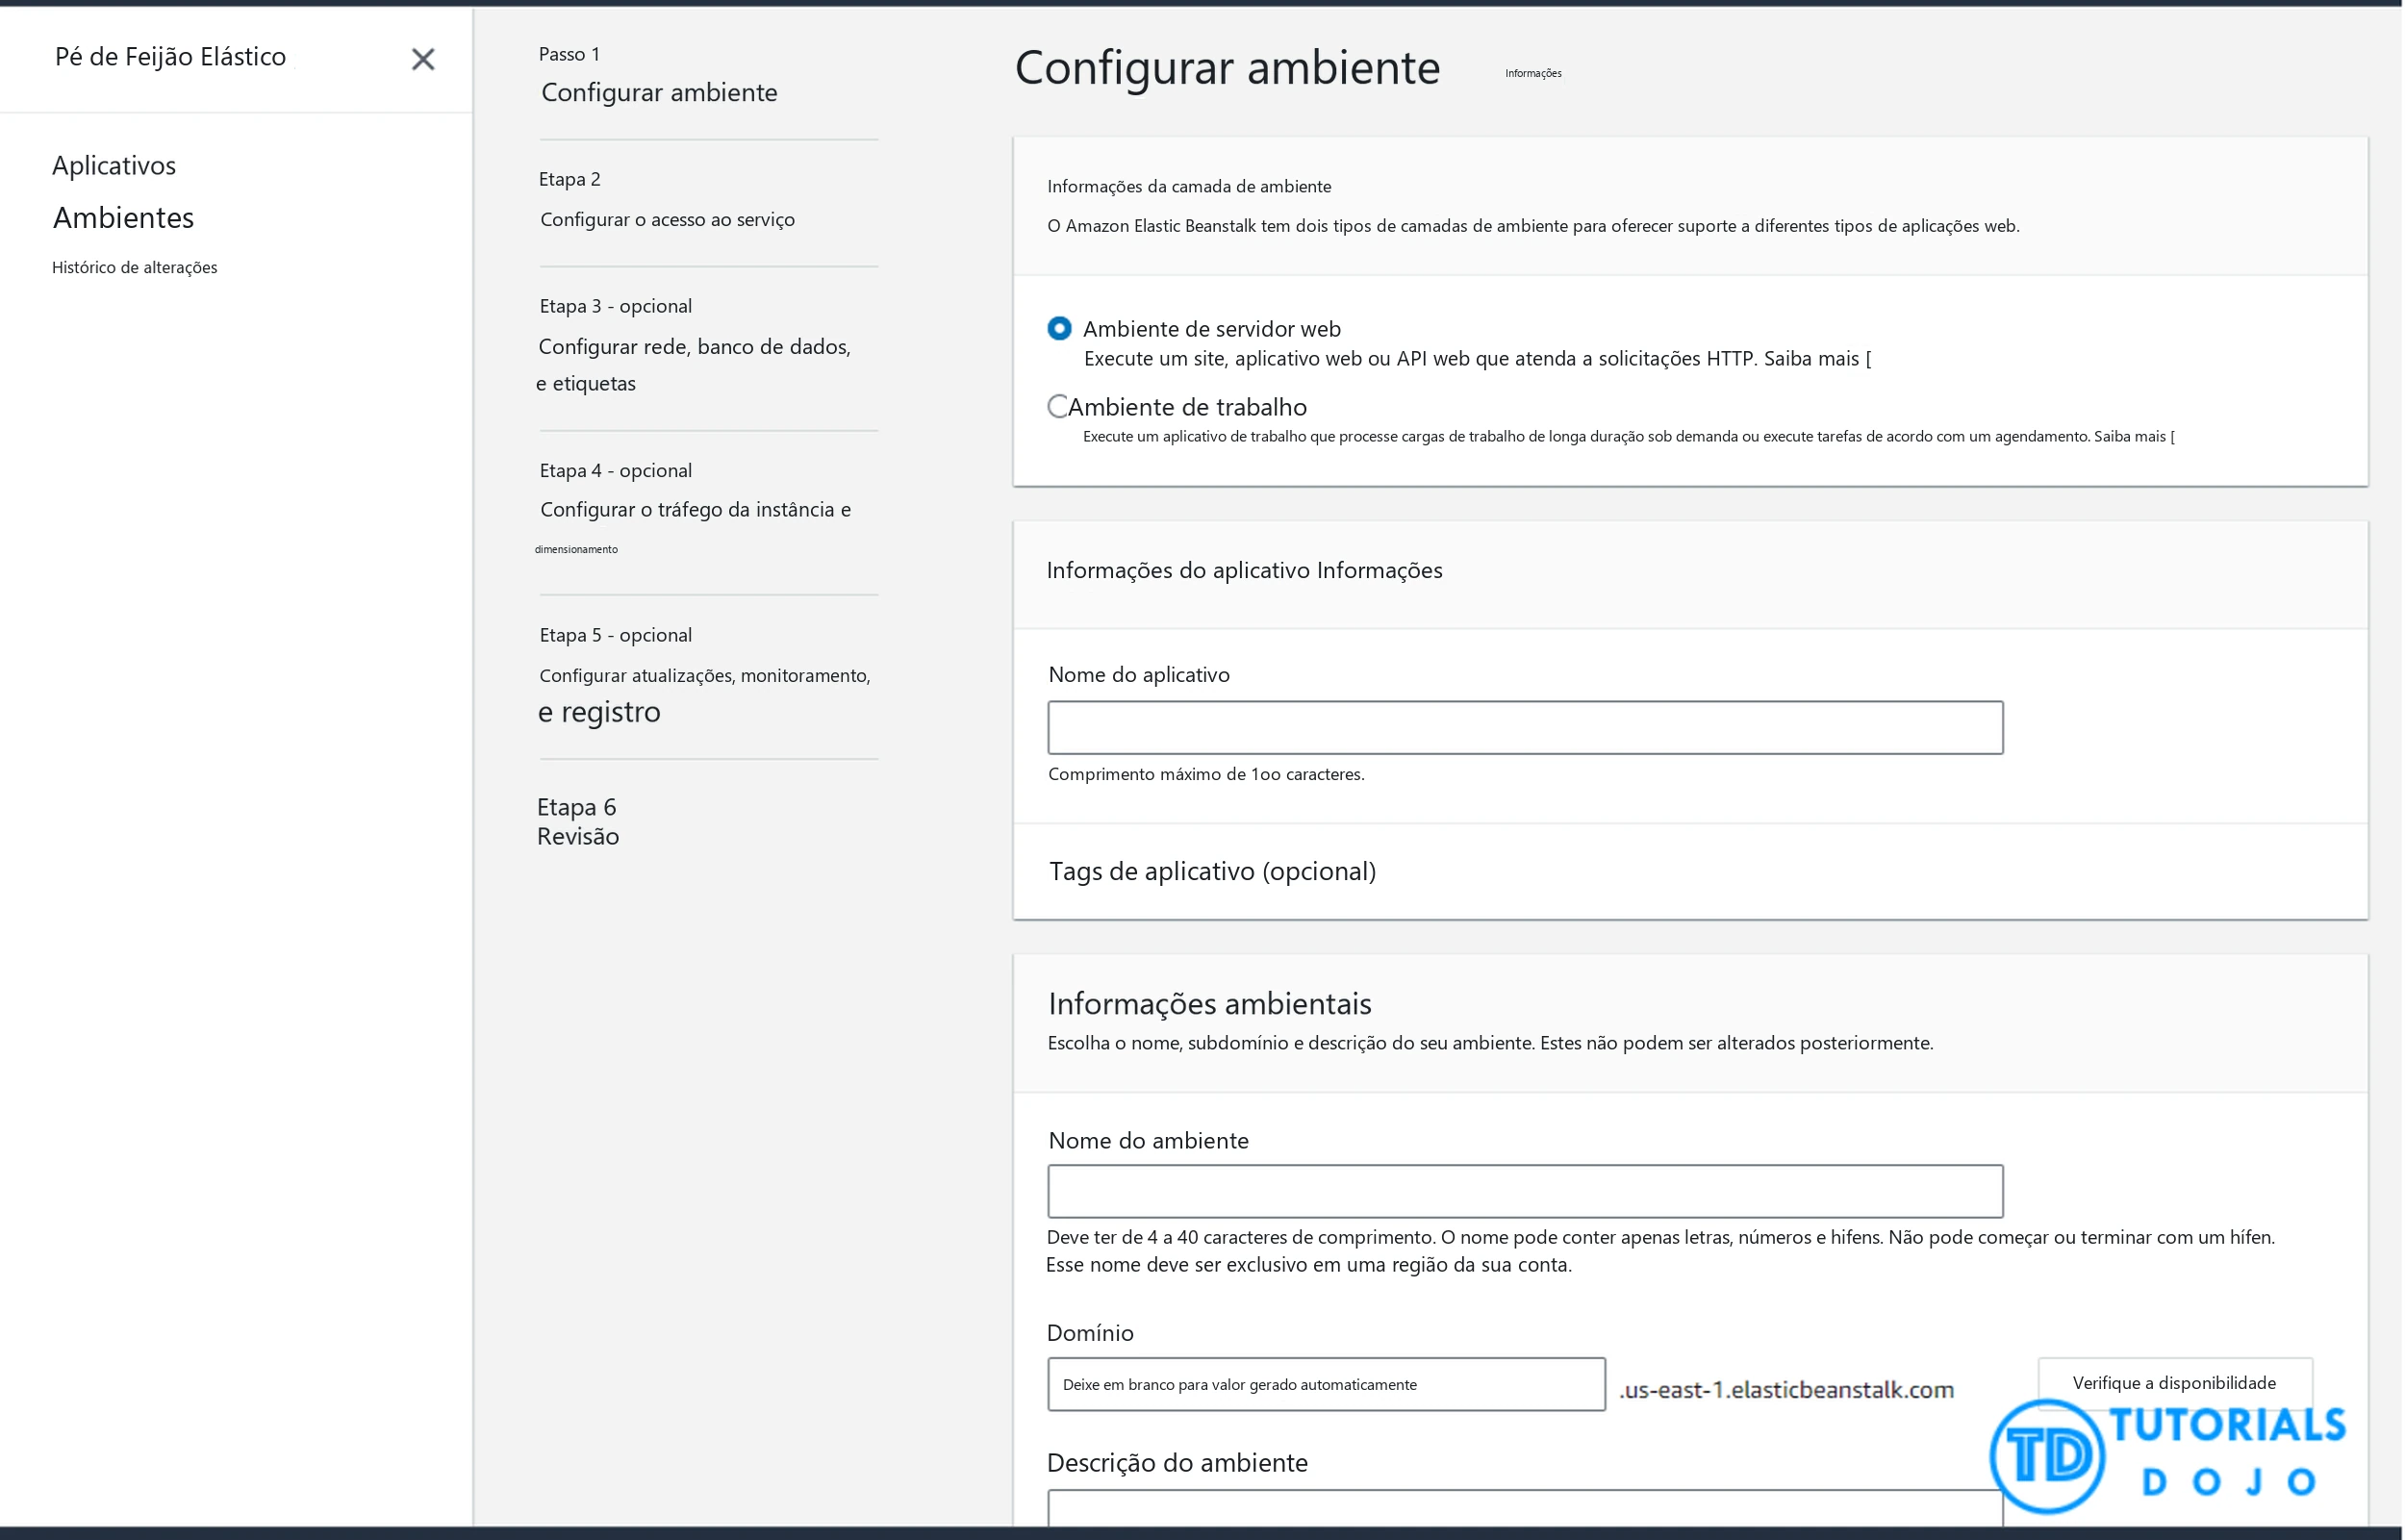 Pé de Feijão Elástico
Aplicativos
Ambientes
Histórico de alterações
Passo 1
Configurar ambiente
Etapa 2
Configurar o acesso ao serviço
Etapa 3 - opcional
Configurar rede, banco de dados,
e etiquetas
Etapa 4 - opcional
Configurar o tráfego da instância e
dimensionamento
Etapa 5 - opcional
Configurar atualizações, monitoramento,
e registro
Etapa 6
Revisão
Configurar ambiente Informações
Informações da camada de ambiente
O Amazon Elastic Beanstalk tem dois tipos de camadas de ambiente para oferecer suporte a diferentes tipos de aplicações web.
Ambiente de servidor web
Execute um site, aplicativo web ou API web que atenda a solicitações HTTP. Saiba mais [
Ambiente de trabalho
Execute um aplicativo de trabalho que processe cargas de trabalho de longa duração sob demanda ou execute tarefas de acordo com um agendamento. Saiba mais [
Informações do aplicativo Informações
Nome do aplicativo
Comprimento máximo de 1oo caracteres.
Tags de aplicativo (opcional)
Informações ambientais
Escolha o nome, subdomínio e descrição do seu ambiente. Estes não podem ser alterados posteriormente.
Nome do ambiente
Deve ter de 4 a 40 caracteres de comprimento. O nome pode conter apenas letras, números e hifens. Não pode começar ou terminar com um hífen.
Esse nome deve ser exclusivo em uma região da sua conta.
Domínio
Deixe em branco para valor gerado automaticamente .us-east-1.elasticbeanstalk.com Verifique a disponibilidade
Descrição do ambiente
TD TUTORIALS
DOJO